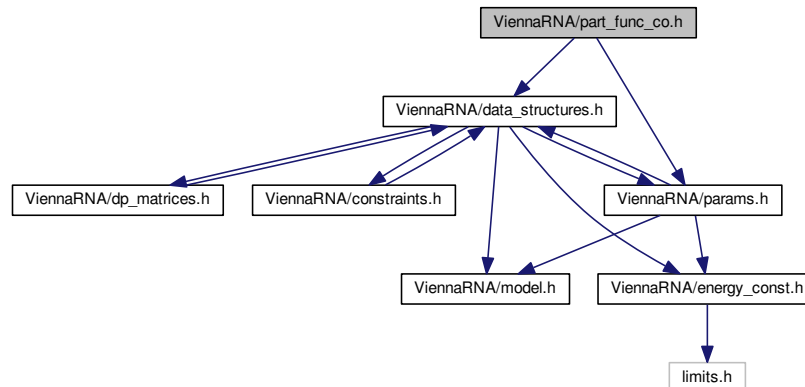 ViennaRNA/part_func_co.h
ViennaRNA/data_structures.h
ViennaRNA/dp_matrices.h
ViennaRNA/constraints.h
ViennaRNA/params.h
ViennaRNA/model.h
ViennaRNA/energy_const.h
limits.h